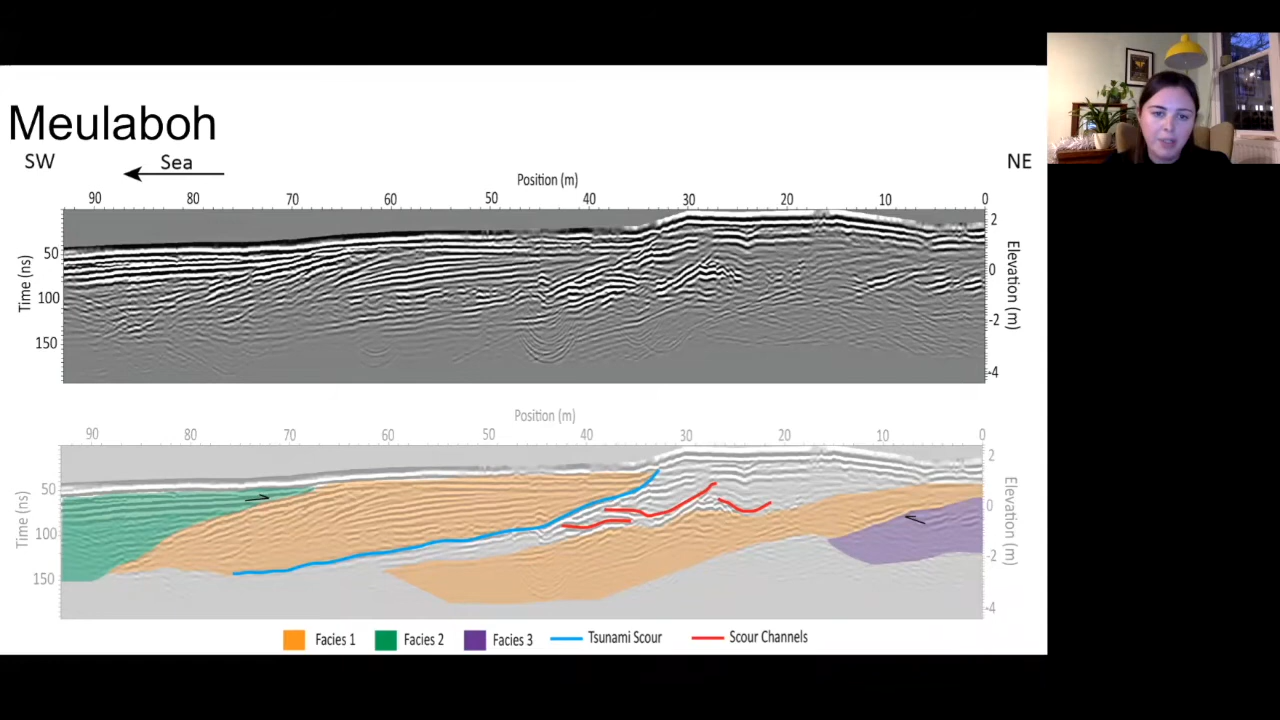 Meulaboh
SW
Sea
NE
Position (m)
90 80 70 60 50 40 30 20 10 0
Time (ns)
50
100
150
2
0
-2
-4
Elevation (m)
Position (m)
90 80 70 60 50 40 30 20 10 0
Time (ns)
50
100
150
2
0
-2
-4
Elevation (m)
Facies 1 Facies 2 Facies 3 Tsunami Scour Scour Channels